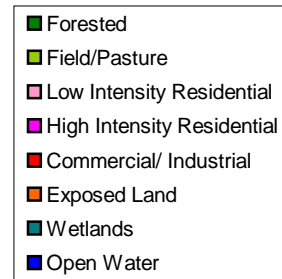 Forested
Field/Pasture
Low Intensity Residential
High Intensity Residential
Commercial/ Industrial
Exposed Land
Wetlands
Open Water